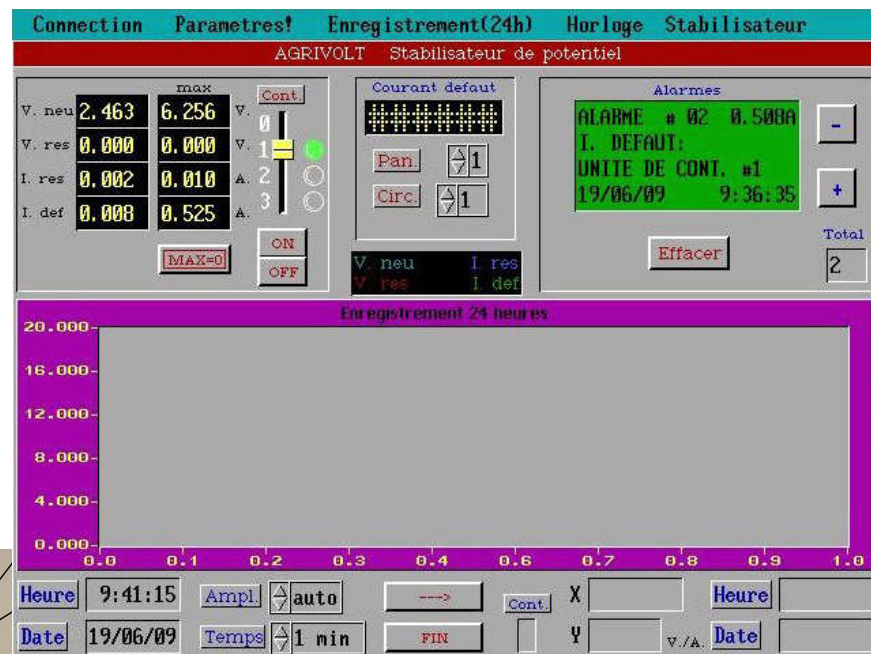 Connection Parametres! Enregistrement(24h) Horloge Stabilisateur
AGRIVOLT Stabilisateur de potentiel
max
V. neu 2.463 6.256 V.
V. res 0.000 0.000 V.
I. res 0.002 0.010 A.
I. def 0.008 0.525 A.
MAX=0
Cont.
0
1
2
3
ON
OFF
Courant defaut
######
Pan. 1
Circ. 1
V. neu I. res
V. res I. def
Alarmes
ALARME # 02 0.508A
I. DEFAUT:
UNITE DE CONT. #1
19/06/09 9:36:35
-
+
Effacer
Total
2
Enregistrement 24 heures
20.000
16.000
12.000
8.000
4.000
0.000
0.0 0.1 0.2 0.3 0.4 0.6 0.7 0.8 0.9 1.0
Heure 9:41:15 Ampl. auto ---> Cont. X Heure
Date 19/06/09 Temps 1 min FIN Y V./A. Date